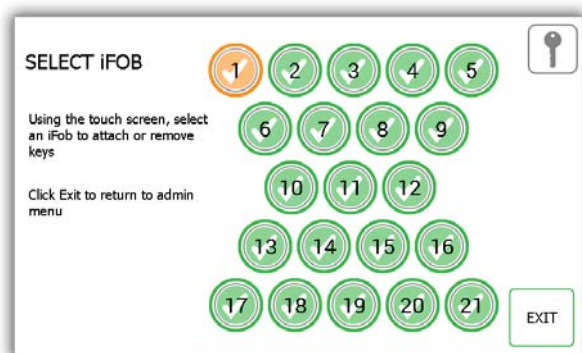 SELECT iFOB
Using the touch screen, select
an iFob to attach or remove
keys
Click Exit to return to admin
menu
1 2 3 4 5
6 7 8 9
10 11 12
13 14 15 16
17 18 19 20 21
EXIT